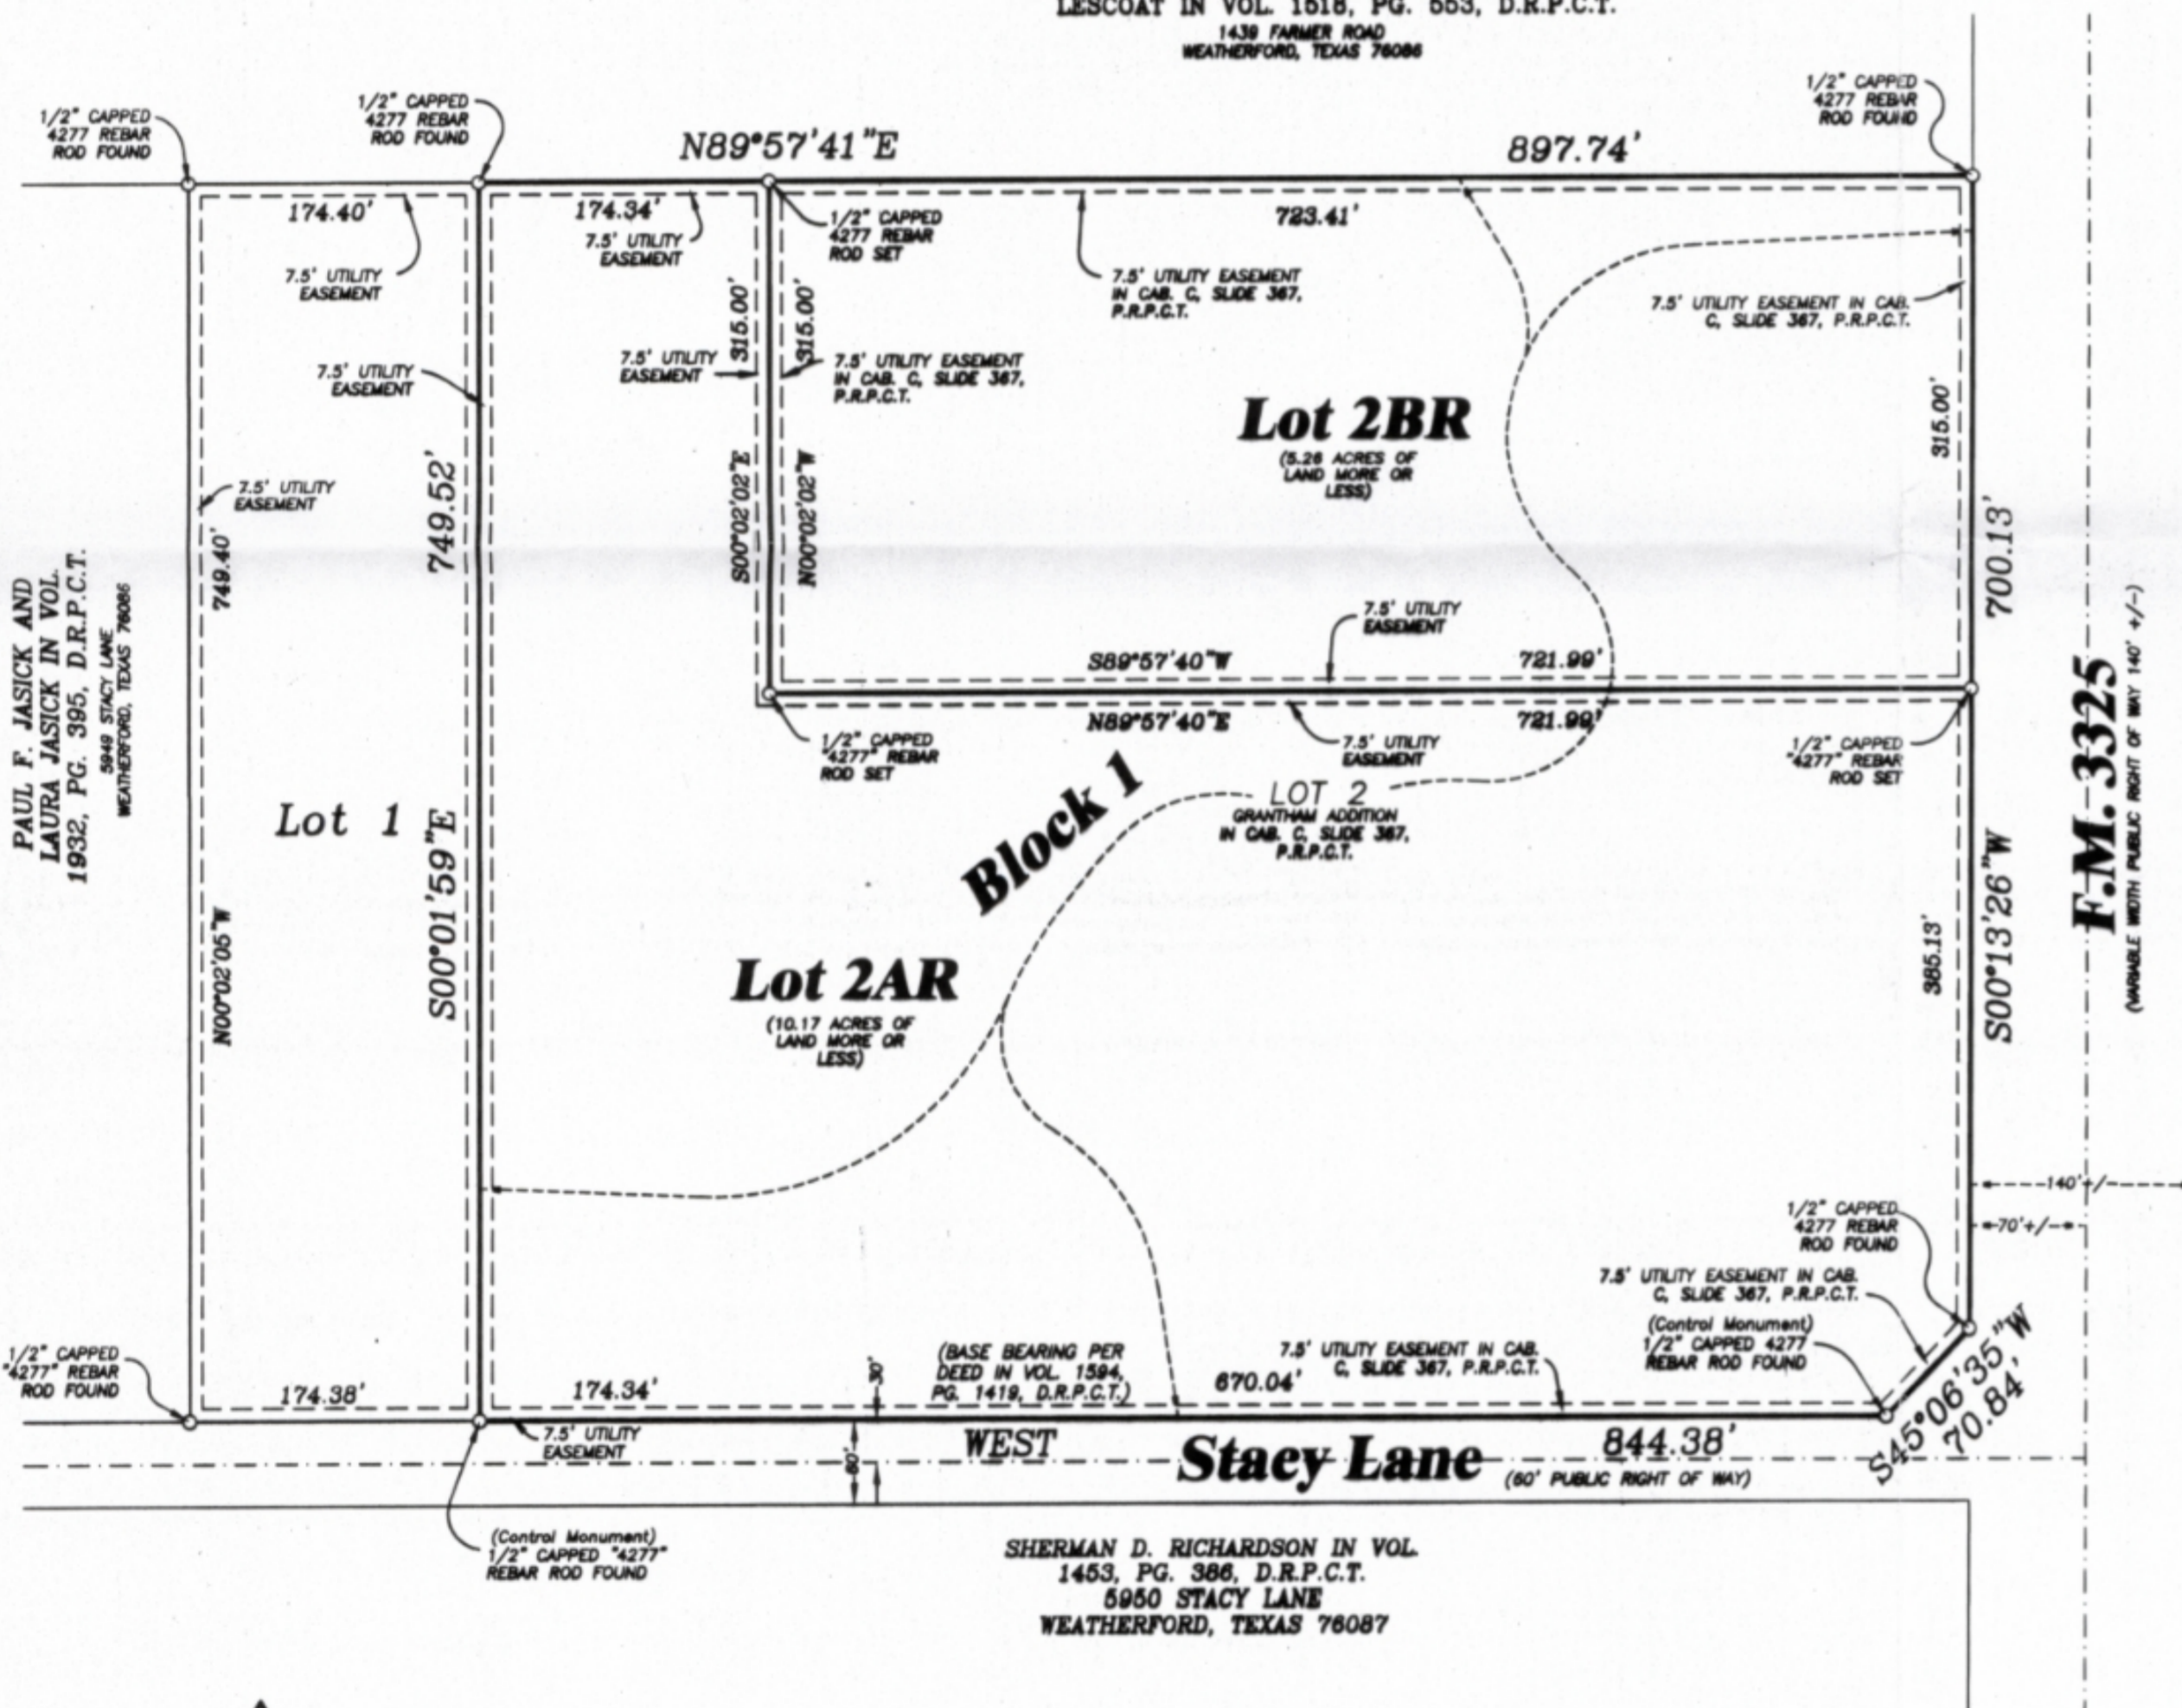 LESCOAT IN VOL. 1618, PG. 553, D.R.P.C.T.
1439 FARMER ROAD
WEATHERFORD, TEXAS 76086
1/2" CAPPED
4277 REBAR
ROD FOUND
1/2" CAPPED
4277 REBAR
ROD FOUND
N89°57'41"E
897.74'
1/2" CAPPED
4277 REBAR
ROD FOUND
174.40'
7.5' UTILITY
EASEMENT
174.34'
7.5' UTILITY
EASEMENT
1/2" CAPPED
4277 REBAR
ROD SET
723.41'
7.5' UTILITY EASEMENT
IN CAB. C, SLIDE 367,
P.R.P.C.T.
7.5' UTILITY EASEMENT IN CAB.
C, SLIDE 367, P.R.P.C.T.
315.00'
315.00'
7.5' UTILITY
EASEMENT
7.5' UTILITY
EASEMENT
7.5' UTILITY EASEMENT
IN CAB. C, SLIDE 367,
P.R.P.C.T.
Lot 2BR
(5.26 ACRES OF
LAND MORE OR
LESS)
315.00'
7.5' UTILITY
EASEMENT
749.40'
749.52'
S00°02'02"E
N00°02'02"W
700.13'
PAUL F. JASICK AND
LAURA JASICK IN VOL.
1932, PG. 395, D.R.P.C.T.
5949 STACY LANE
WEATHERFORD, TEXAS 76086
7.5' UTILITY
EASEMENT
S89°57'40"W
721.99'
N89°57'40"E
721.99'
1/2" CAPPED
"4277" REBAR
ROD SET
7.5' UTILITY
EASEMENT
1/2" CAPPED
"4277" REBAR
ROD SET
F.M. 3325
(VARIABLE WIDTH PUBLIC RIGHT OF WAY 140' +/-)
Lot 1
N00°02'05"W
S00°01'59"E
Block 1
LOT 2
GRANTHAM ADDITION
IN CAB. C, SLIDE 367,
P.R.P.C.T.
Lot 2AR
(10.17 ACRES OF
LAND MORE OR
LESS)
385.13'
S00°13'26"W
140'+/-
70'+/-
1/2" CAPPED
4277 REBAR
ROD FOUND
7.5' UTILITY EASEMENT IN CAB.
C, SLIDE 367, P.R.P.C.T.
(Control Monument)
1/2" CAPPED 4277
REBAR ROD FOUND
S45°06'35"W
70.84'
1/2" CAPPED
"4277" REBAR
ROD FOUND
174.38'
174.34'
30'
(BASE BEARING PER
DEED IN VOL. 1594,
PG. 1419, D.R.P.C.T.)
670.04'
7.5' UTILITY EASEMENT IN CAB.
C, SLIDE 367, P.R.P.C.T.
7.5' UTILITY
EASEMENT
60'
WEST
Stacy Lane
844.38'
(60' PUBLIC RIGHT OF WAY)
(Control Monument)
1/2" CAPPED "4277"
REBAR ROD FOUND
SHERMAN D. RICHARDSON IN VOL.
1453, PG. 386, D.R.P.C.T.
5950 STACY LANE
WEATHERFORD, TEXAS 76087